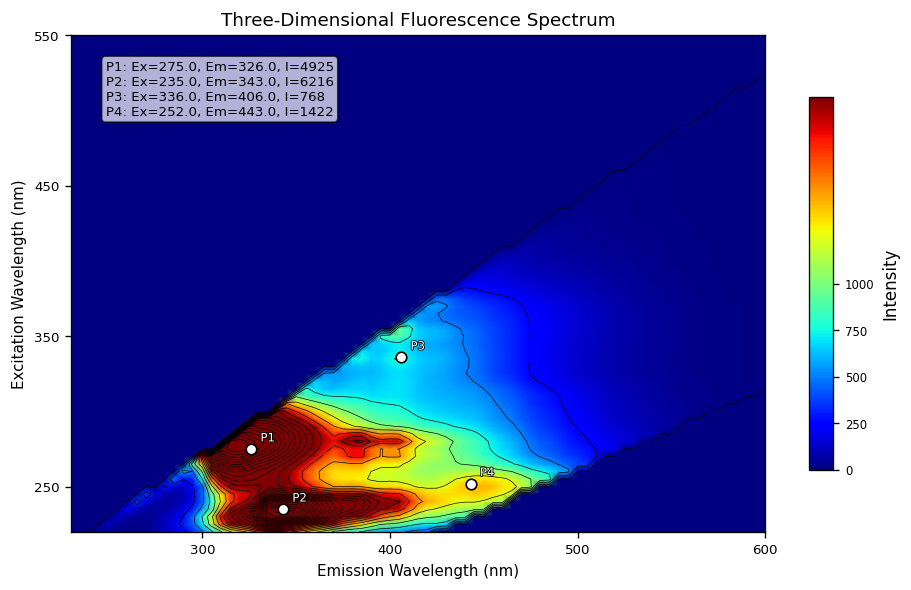 Three-Dimensional Fluorescence Spectrum
P1: Ex=275.0, Em=326.0, I=4925
P2: Ex=235.0, Em=343.0, I=6216
P3: Ex=336.0, Em=406.0, I=768
P4: Ex=252.0, Em=443.0, I=1422
550
450
350
250
Excitation Wavelength (nm)
P3
P1
P4
P2
300
400
500
600
Emission Wavelength (nm)
1000
750
500
250
0
Intensity